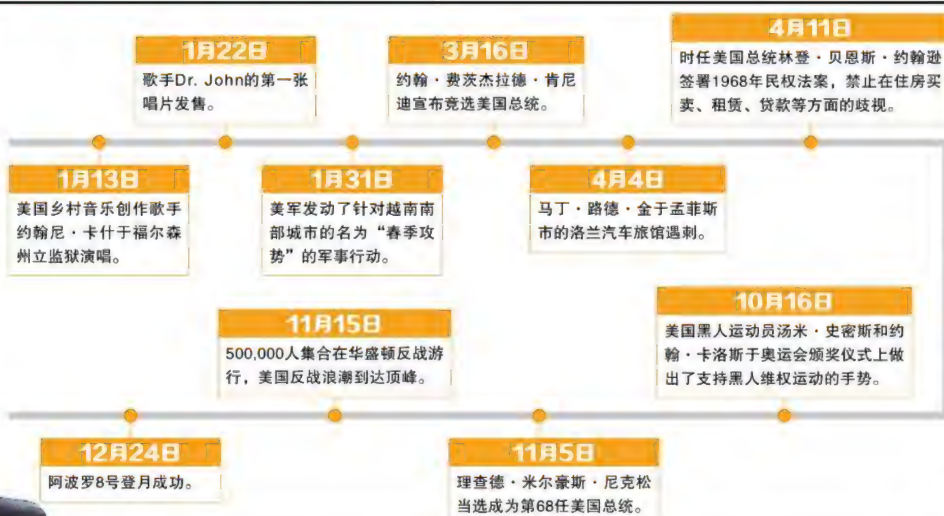 1月13日
美国乡村音乐创作歌手
约翰尼·卡什于福尔森
州立监狱演唱。
1月22日
歌手Dr. John的第一张
唱片发售。
1月31日
美军发动了针对越南南
部城市的名为“春季攻
势”的军事行动。
3月16日
约翰·费茨杰拉德·肯尼
迪宣布竞选美国总统。
4月4日
马丁·路德·金于孟菲斯
市的洛兰汽车旅馆遇刺。
4月11日
时任美国总统林登·贝恩斯·约翰逊
签署1968年民权法案，禁止在住房买
卖、租赁、贷款等方面的歧视。
10月16日
美国黑人运动员汤米·史密斯和约
翰·卡洛斯于奥运会颁奖仪式上做
出了支持黑人维权运动的手势。
11月5日
理查德·米尔豪斯·尼克松
当选成为第68任美国总统。
11月15日
500,000人集合在华盛顿反战游
行，美国反战浪潮到达顶峰。
12月24日
阿波罗8号登月成功。